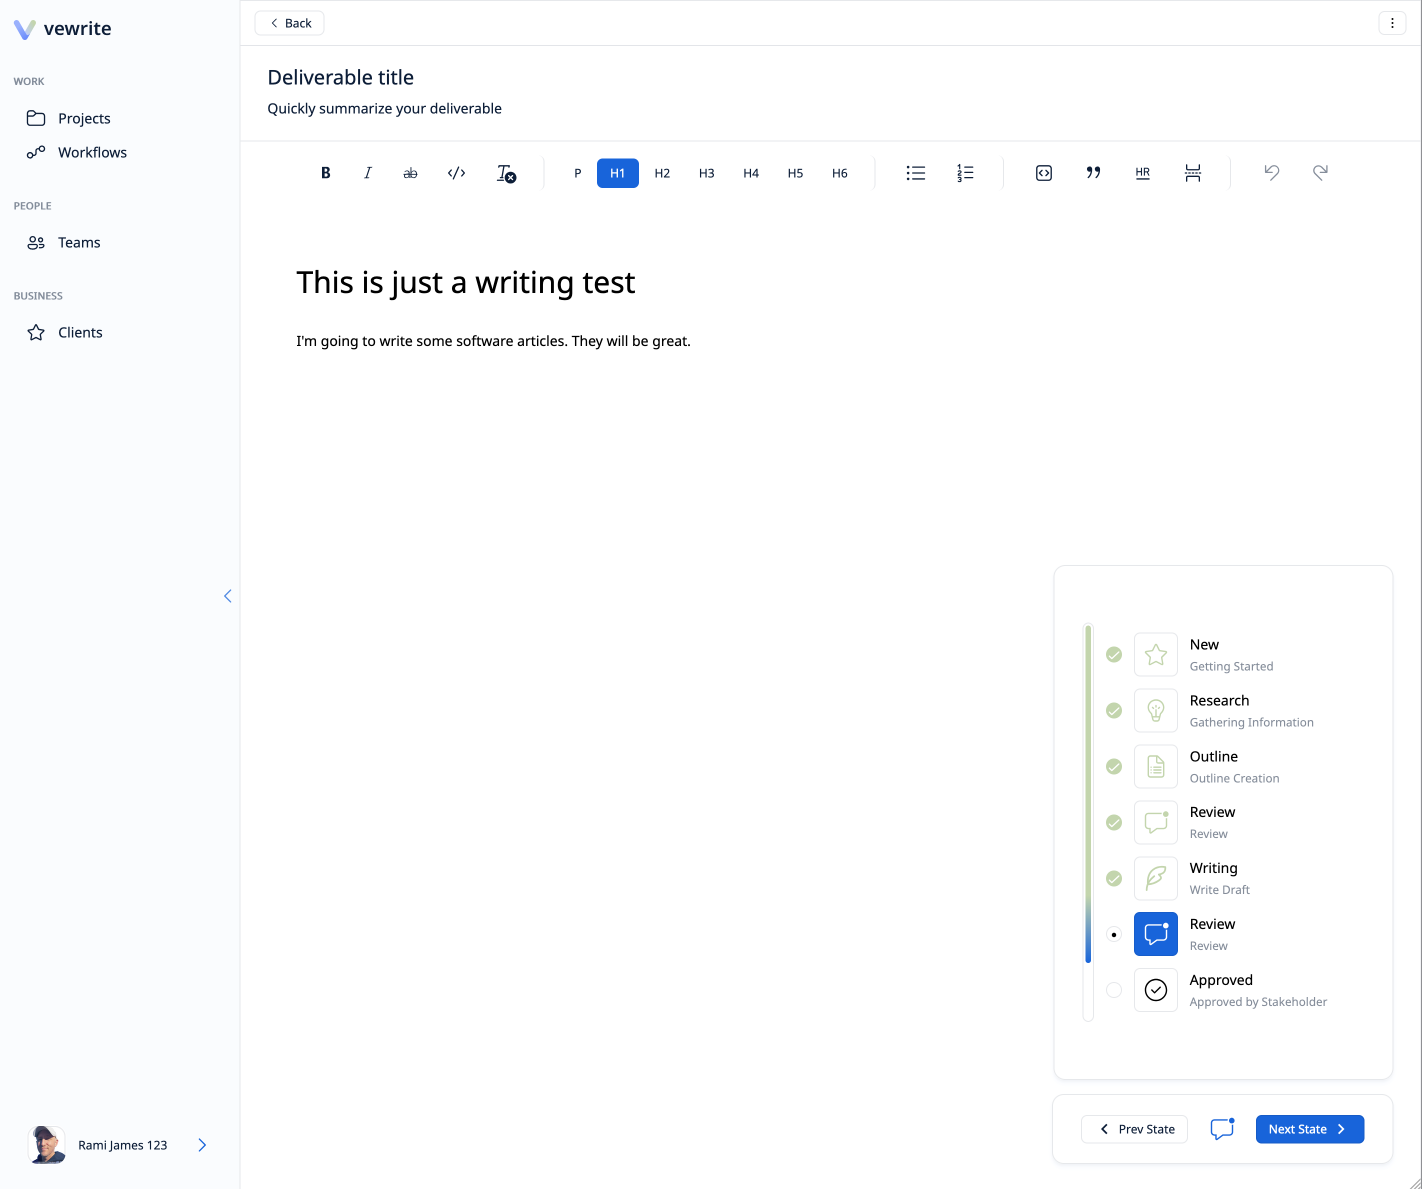 vewrite
WORK
Projects
Workflows
PEOPLE
Teams
BUSINESS
Clients
Rami James 123
Back
Deliverable title
Quickly summarize your deliverable
B I ab </> T P H1 H2 H3 H4 H5 H6 HR
This is just a writing test
I'm going to write some software articles. They will be great.
New
Getting Started
Research
Gathering Information
Outline
Outline Creation
Review
Review
Writing
Write Draft
Review
Review
Approved
Approved by Stakeholder
Prev State
Next State